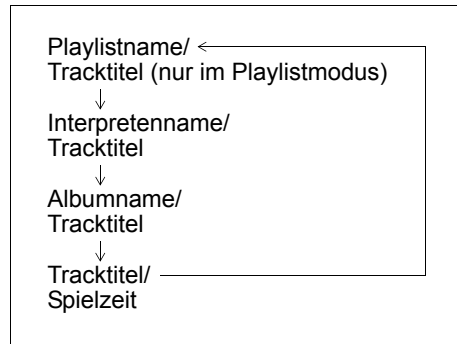 Playlistname/
Tracktitel (nur im Playlistmodus)
Interpretenname/
Tracktitel
Albumname/
Tracktitel
Tracktitel/
Spielzeit